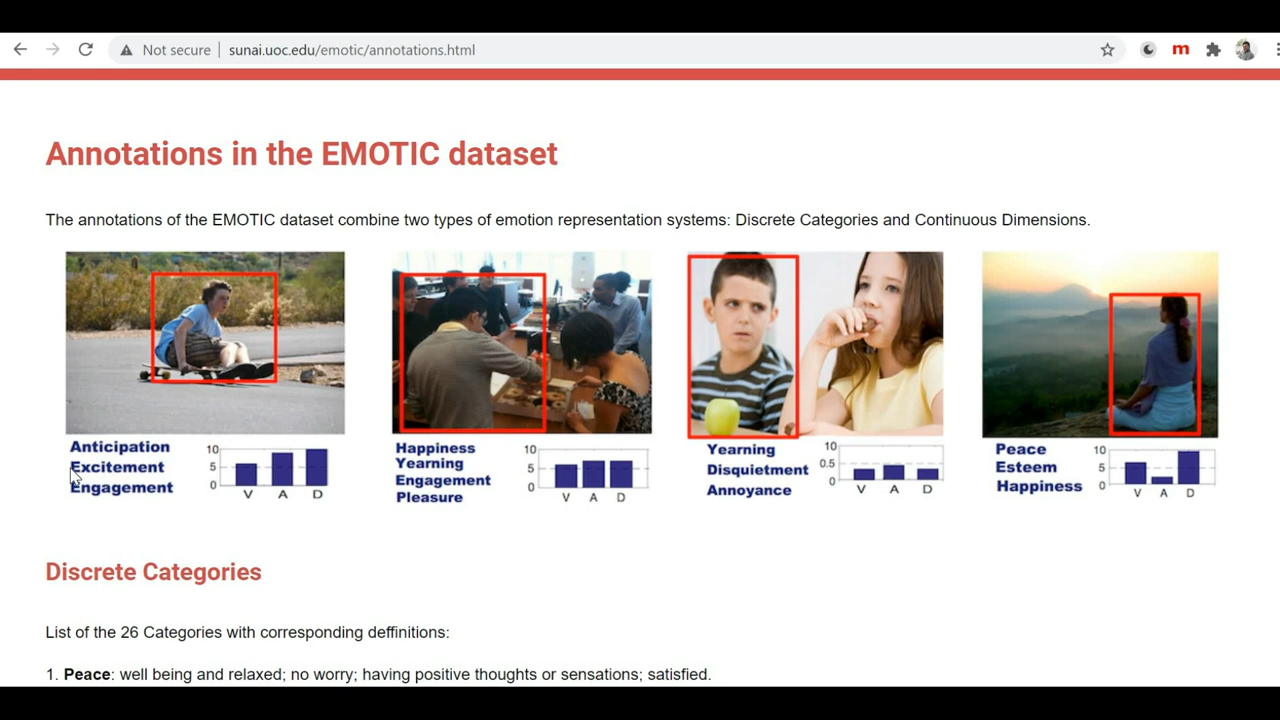 Not secure
sunai.uoc.edu/emotic/annotations.html
m
Annotations in the EMOTIC dataset
The annotations of the EMOTIC dataset combine two types of emotion representation systems: Discrete Categories and Continuous Dimensions.
Anticipation
Excitement
Engagement
10
5
0
V A D
Happiness
Yearning
Engagement
Pleasure
10
5
0
V A D
Yearning
Disquietment
Annoyance
10
0.5
0
V A D
Peace
Esteem
Happiness
10
5
0
V A D
Discrete Categories
List of the 26 Categories with corresponding deffinitions:
1. Peace: well being and relaxed; no worry; having positive thoughts or sensations; satisfied.